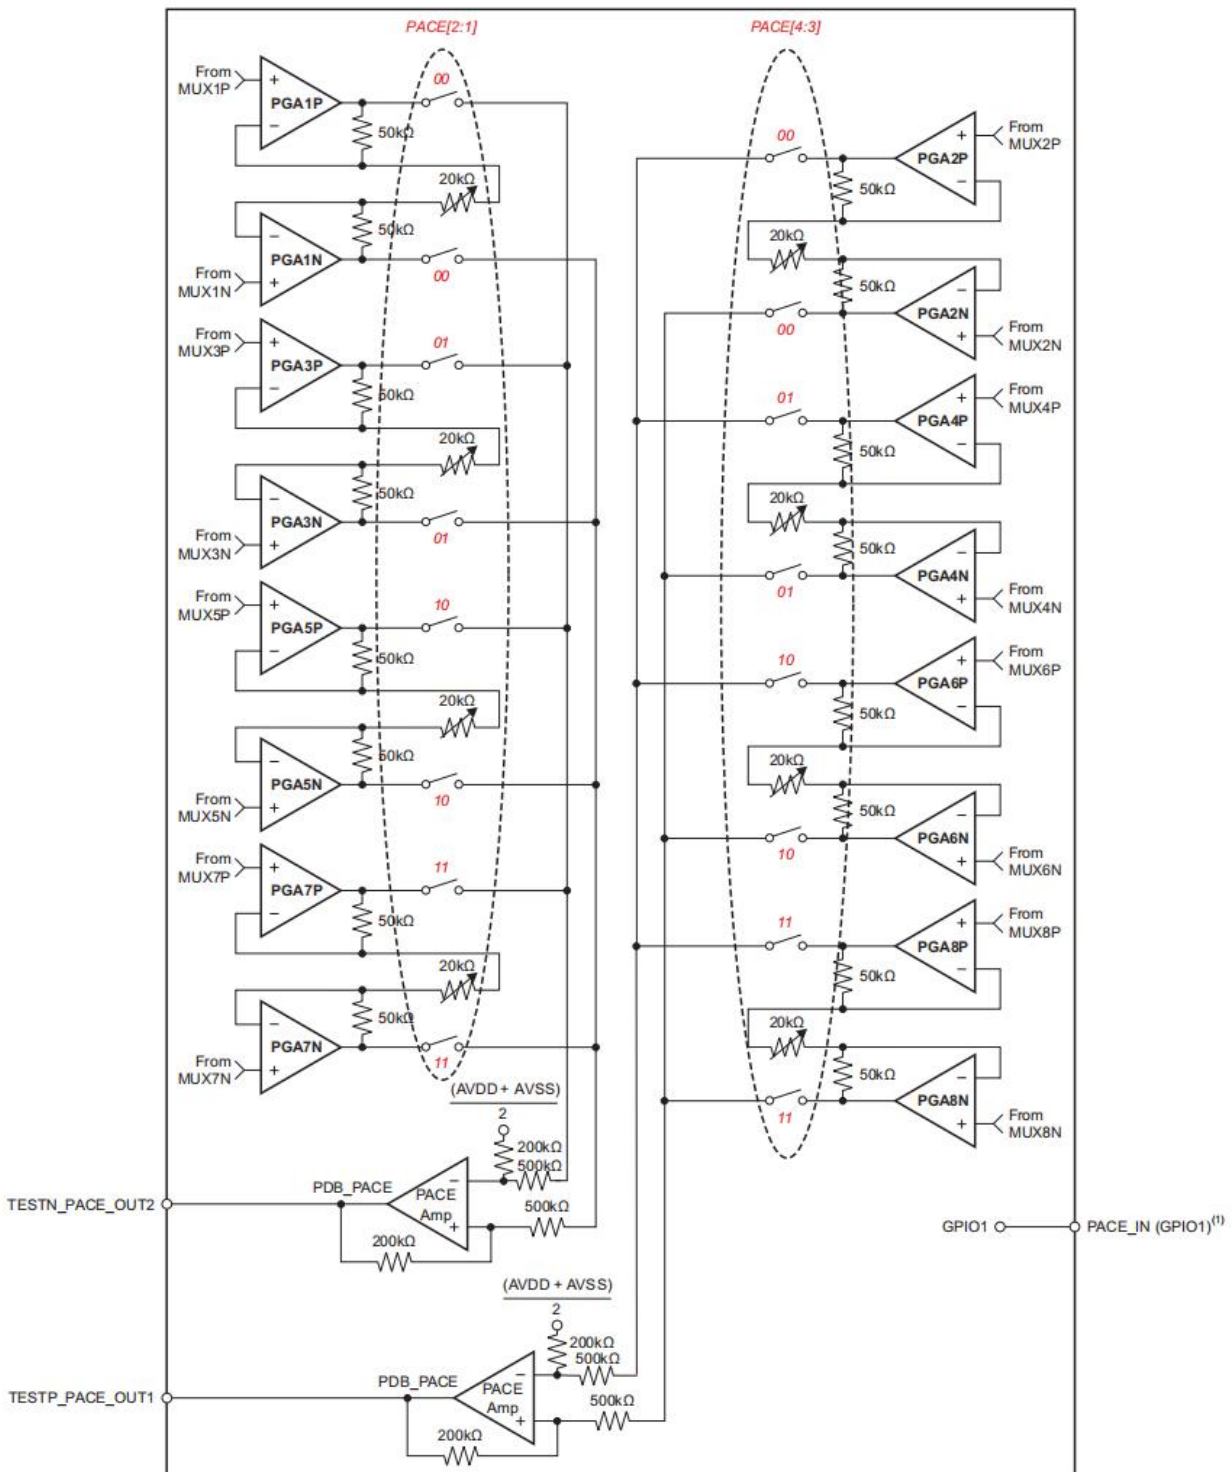 PACE[2:1]
PACE[4:3]
From
MUX1P
+
PGA1P
−
00
50kΩ
20kΩ
50kΩ
−
PGA1N
From
MUX1N
+
00
From
MUX3P
+
PGA3P
−
01
50kΩ
20kΩ
50kΩ
−
PGA3N
From
MUX3N
+
01
From
MUX5P
+
PGA5P
−
10
50kΩ
20kΩ
50kΩ
−
PGA5N
From
MUX5N
+
10
From
MUX7P
+
PGA7P
−
11
50kΩ
20kΩ
50kΩ
−
PGA7N
From
MUX7N
+
11
00
+
From
MUX2P
PGA2P
−
50kΩ
20kΩ
50kΩ
−
PGA2N
+
From
MUX2N
00
01
+
From
MUX4P
PGA4P
−
50kΩ
20kΩ
50kΩ
−
PGA4N
+
From
MUX4N
01
10
+
From
MUX6P
PGA6P
−
50kΩ
20kΩ
50kΩ
−
PGA6N
+
From
MUX6N
10
11
+
From
MUX8P
PGA8P
−
50kΩ
20kΩ
50kΩ
−
PGA8N
+
From
MUX8N
11
(AVDD + AVSS)
2
200kΩ
500kΩ
PDB_PACE
−
PACE
Amp
+
500kΩ
200kΩ
TESTN_PACE_OUT2
GPIO1
PACE_IN (GPIO1)(1)
(AVDD + AVSS)
2
200kΩ
500kΩ
PDB_PACE
−
PACE
Amp
+
500kΩ
200kΩ
TESTP_PACE_OUT1